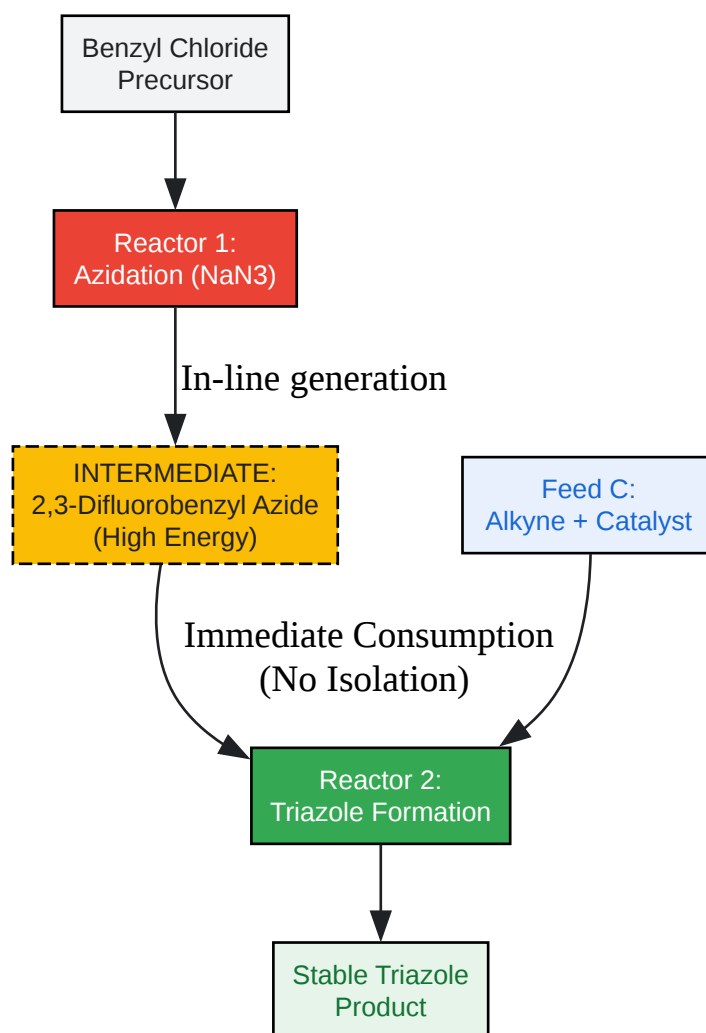 Benzyl Chloride
Precursor
Reactor 1:
Azidation (NaN3)
In-line generation
INTERMEDIATE:
2,3-Difluorobenzyl Azide
(High Energy)
Feed C:
Alkyne + Catalyst
Immediate Consumption
(No Isolation)
Reactor 2:
Triazole Formation
Stable Triazole
Product